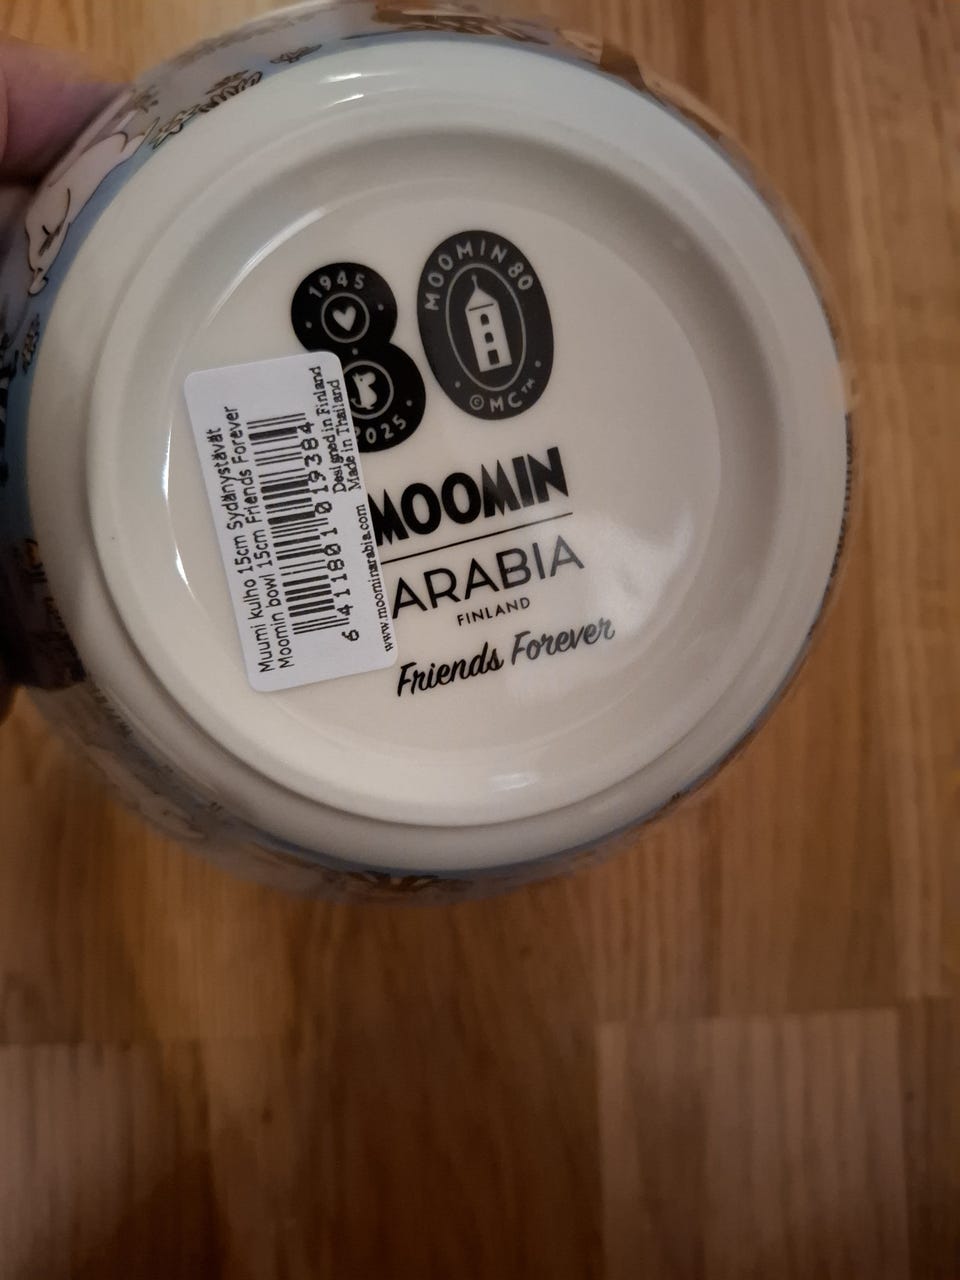 1945
2025
MOOMIN 80
©MC™
MOOMIN
ARABIA
FINLAND
Friends Forever
Muumi kulho 15cm Sydänystävät
Moomin bowl 15cm Friends Forever
6 411801 019384
Designed in Finland
Made in Thailand
www.moominarabia.com